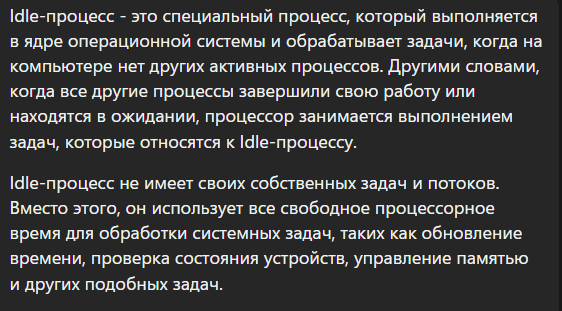 Idle-процесс - это специальный процесс, который выполняется
в ядре операционной системы и обрабатывает задачи, когда на
компьютере нет других активных процессов. Другими словами,
когда все другие процессы завершили свою работу или
находятся в ожидании, процессор занимается выполнением
задач, которые относятся к Idle-процессу.
Idle-процесс не имеет своих собственных задач и потоков.
Вместо этого, он использует все свободное процессорное
время для обработки системных задач, таких как обновление
времени, проверка состояния устройств, управление памятью
и других подобных задач.